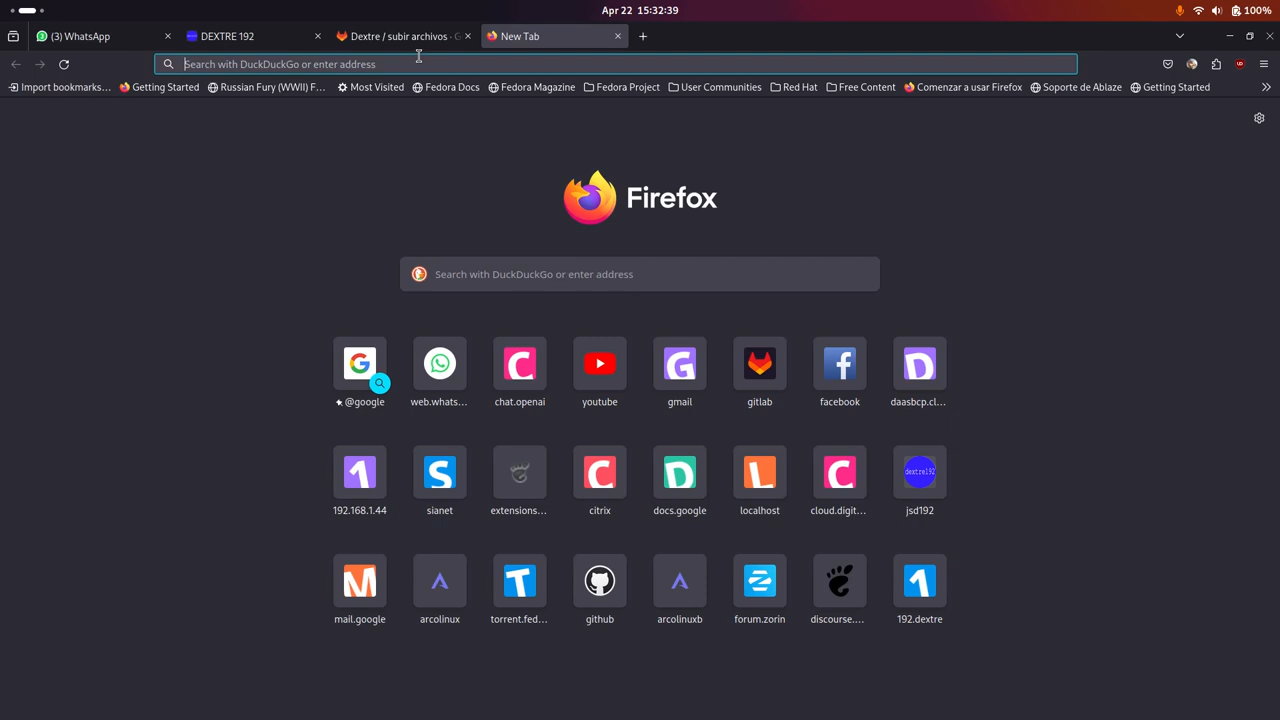 Apr 22 15:32:39
100%
(3) WhatsApp
DEXTRE 192
Dextre / subir archivos · G
New Tab
Search with DuckDuckGo or enter address
Import bookmarks…
Getting Started
Russian Fury (WWII) F…
Most Visited
Fedora Docs
Fedora Magazine
Fedora Project
User Communities
Red Hat
Free Content
Comenzar a usar Firefox
Soporte de Ablaze
Getting Started
Firefox
Search with DuckDuckGo or enter address
@google
web.whats…
chat.openai
youtube
gmail
gitlab
facebook
daasbcp.cl…
dextre192
192.168.1.44
sianet
extensions…
citrix
docs.google
localhost
cloud.digit…
jsd192
mail.google
arcolinux
torrent.fed…
github
arcolinuxb
forum.zorin
discourse.…
192.dextre